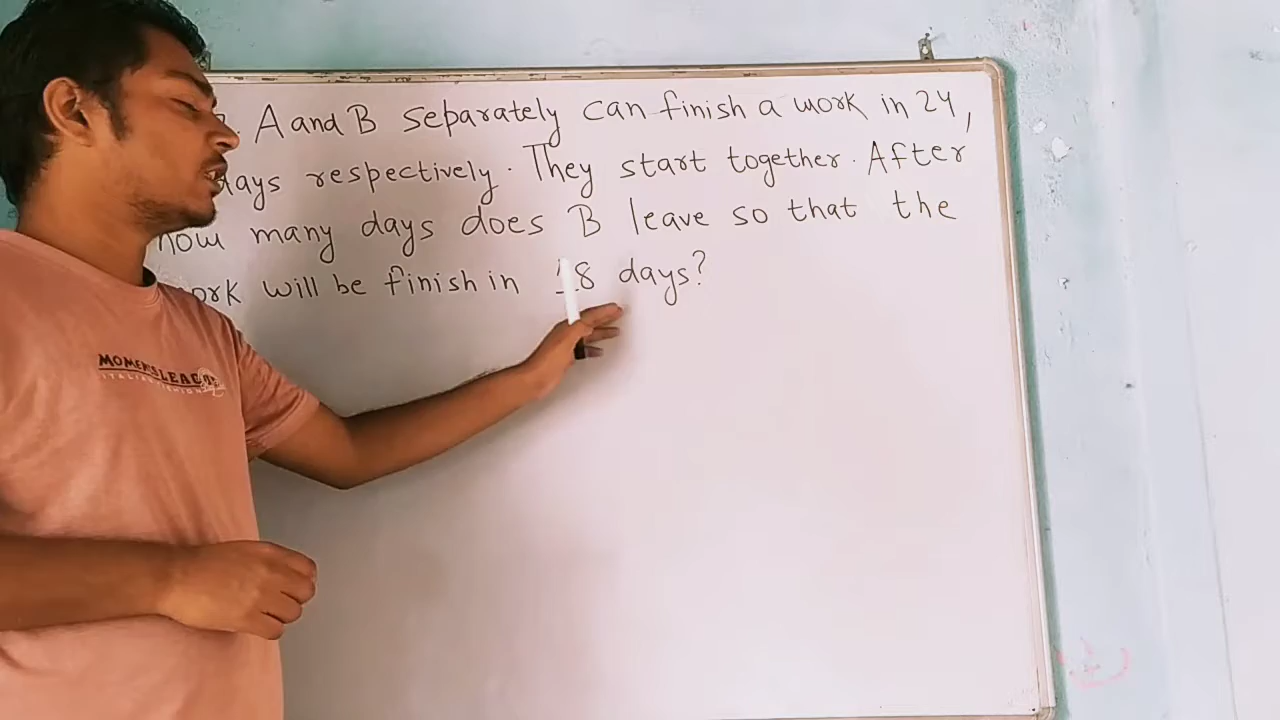 . A and B separately can finish a work in 24,
days respectively. They start together. After
how many days does B leave so that the
work will be finish in 18 days?